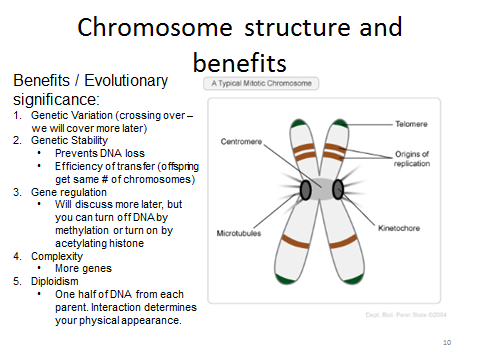 Chromosome structure and
benefits
Benefits / Evolutionary
significance:
1. Genetic Variation (crossing over –
we will cover more later)
2. Genetic Stability
• Prevents DNA loss
• Efficiency of transfer (offspring
get same # of chromosomes)
3. Gene regulation
• Will discuss more later, but
you can turn off DNA by
methylation or turn on by
acetylating histone
4. Complexity
• More genes
5. Diploidism
• One half of DNA from each
parent. Interaction determines
your physical appearance.
A Typical Mitotic Chromosome
Telomere
Centromere
Origins of
replication
Microtubules
Kinetochore
Dept. Biol. Penn State ©2004
10